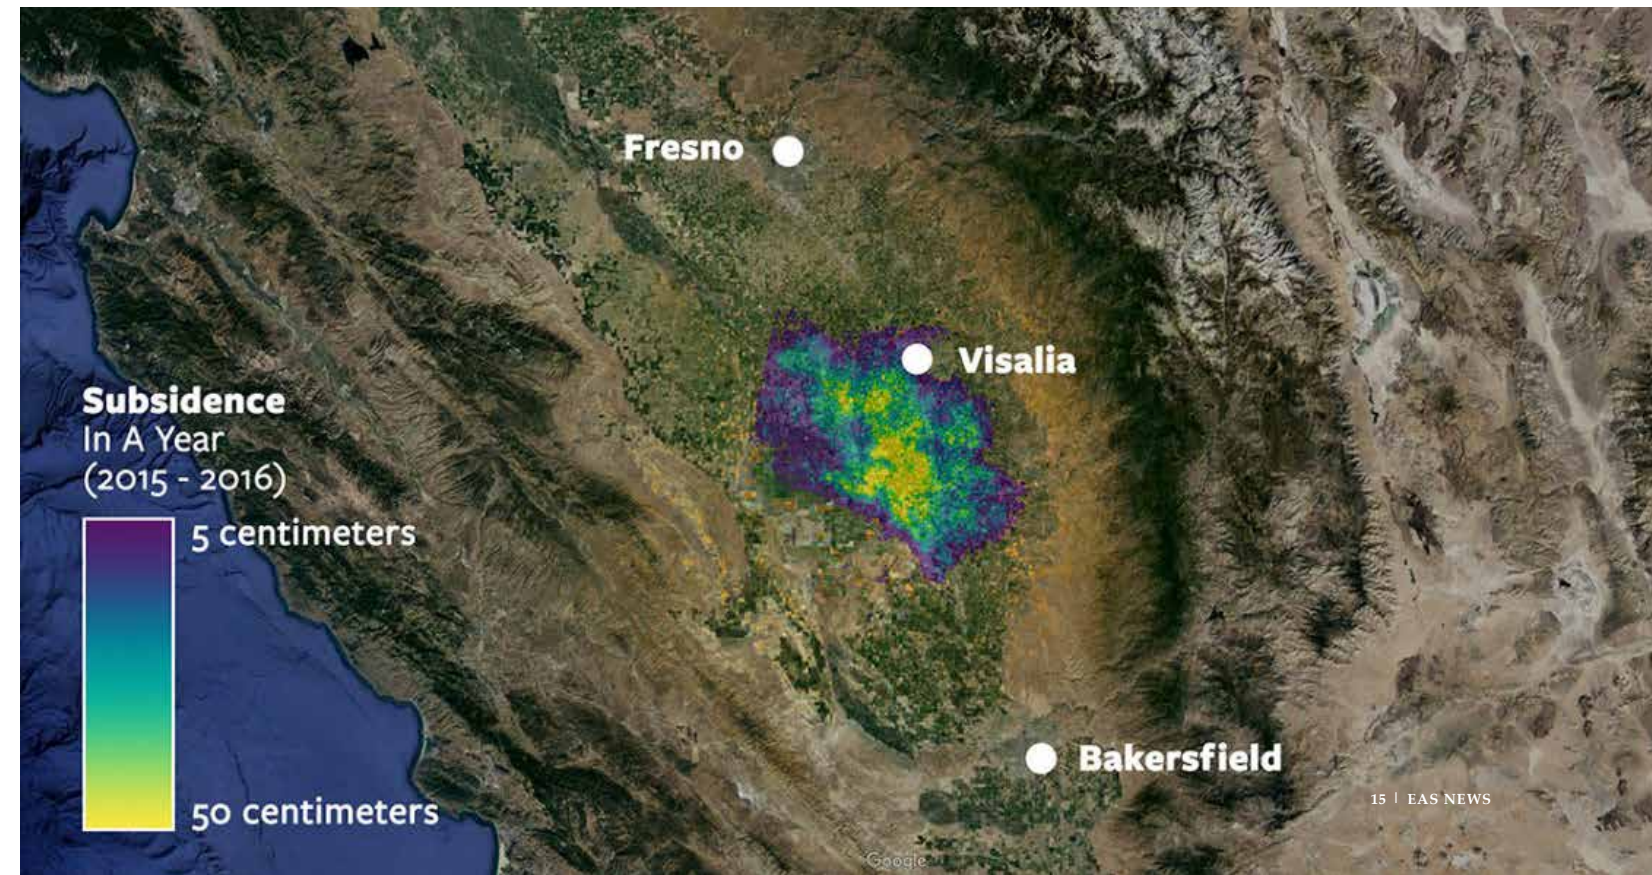 Fresno
Visalia
Subsidence
In A Year
(2015 - 2016)
5 centimeters
50 centimeters
Bakersfield
15 | EAS NEWS
Google